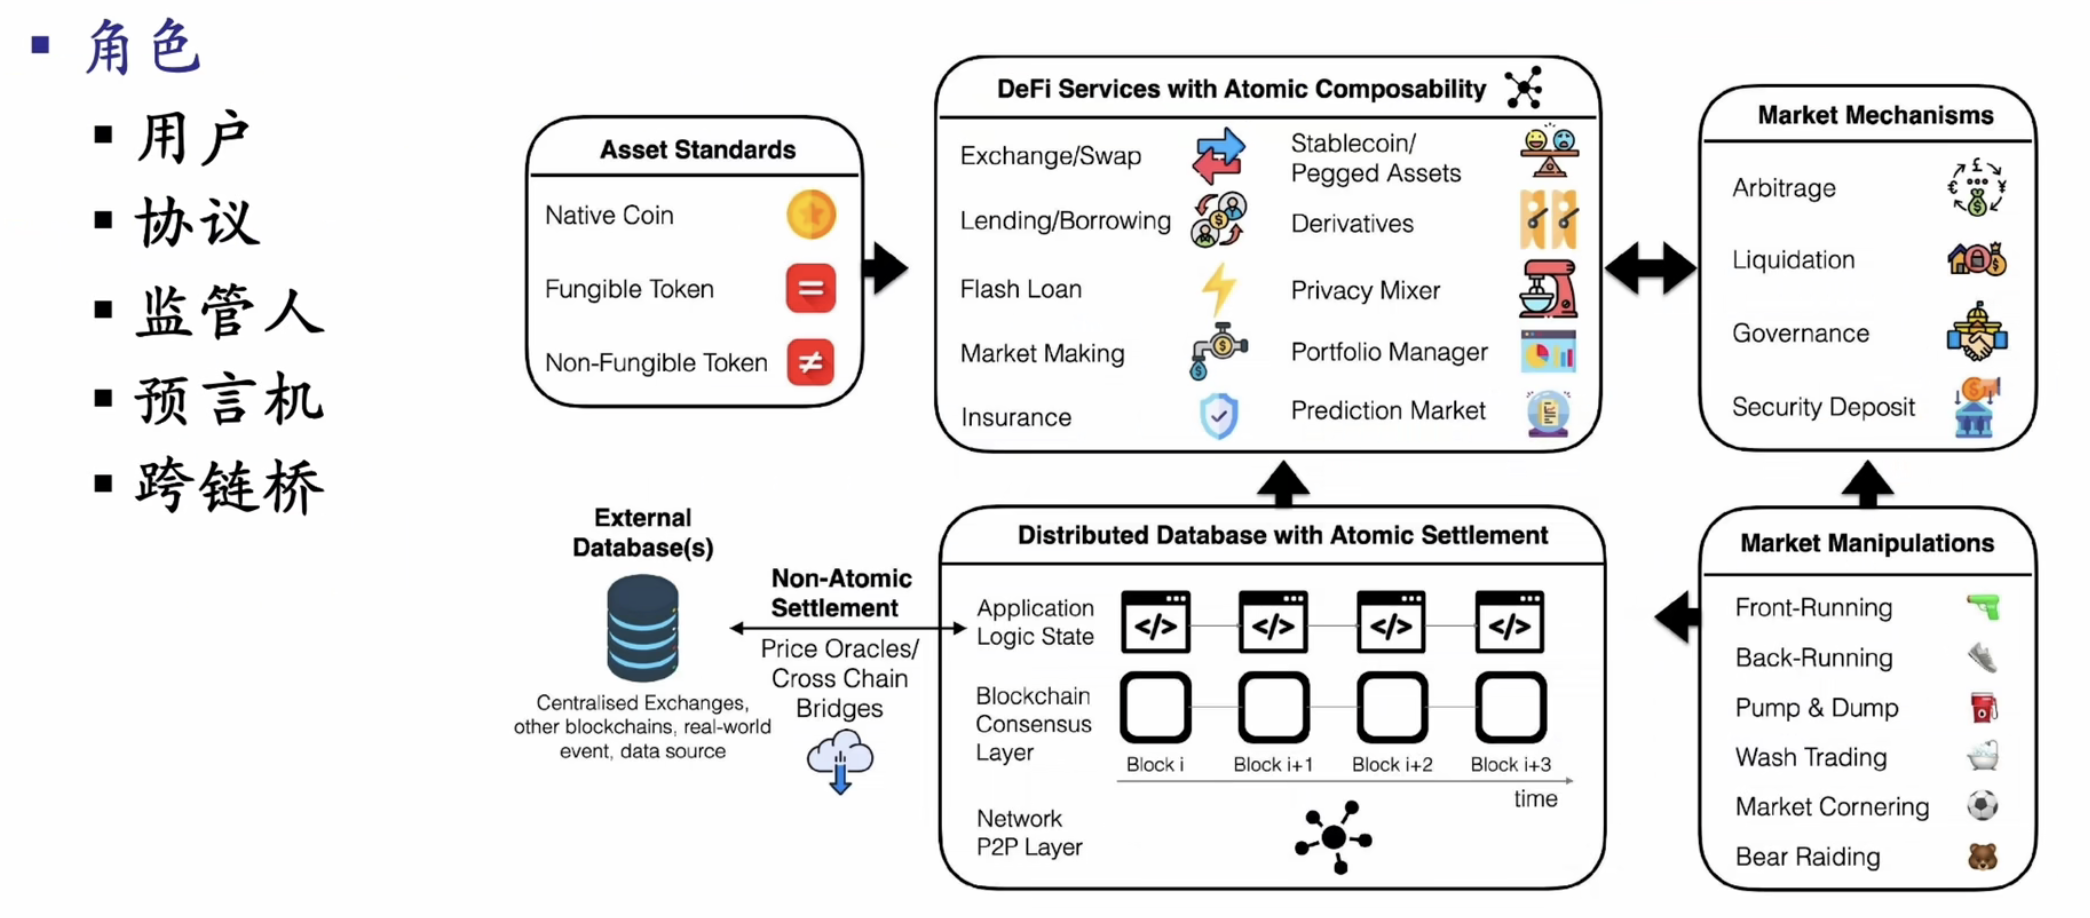 角色
用户
协议
监管人
预言机
跨链桥
Asset Standards
Native Coin
Fungible Token
Non-Fungible Token
DeFi Services with Atomic Composability
Exchange/Swap
Lending/Borrowing
Flash Loan
Market Making
Insurance
Stablecoin/
Pegged Assets
Derivatives
Privacy Mixer
Portfolio Manager
Prediction Market
Market Mechanisms
Arbitrage
Liquidation
Governance
Security Deposit
External
Database(s)
Centralised Exchanges,
other blockchains, real-world
event, data source
Non-Atomic
Settlement
Price Oracles/
Cross Chain
Bridges
Distributed Database with Atomic Settlement
Application
Logic State
</>
</>
</>
</>
Blockchain
Consensus
Layer
Block i
Block i+1
Block i+2
Block i+3
time
Network
P2P Layer
Market Manipulations
Front-Running
Back-Running
Pump & Dump
Wash Trading
Market Cornering
Bear Raiding